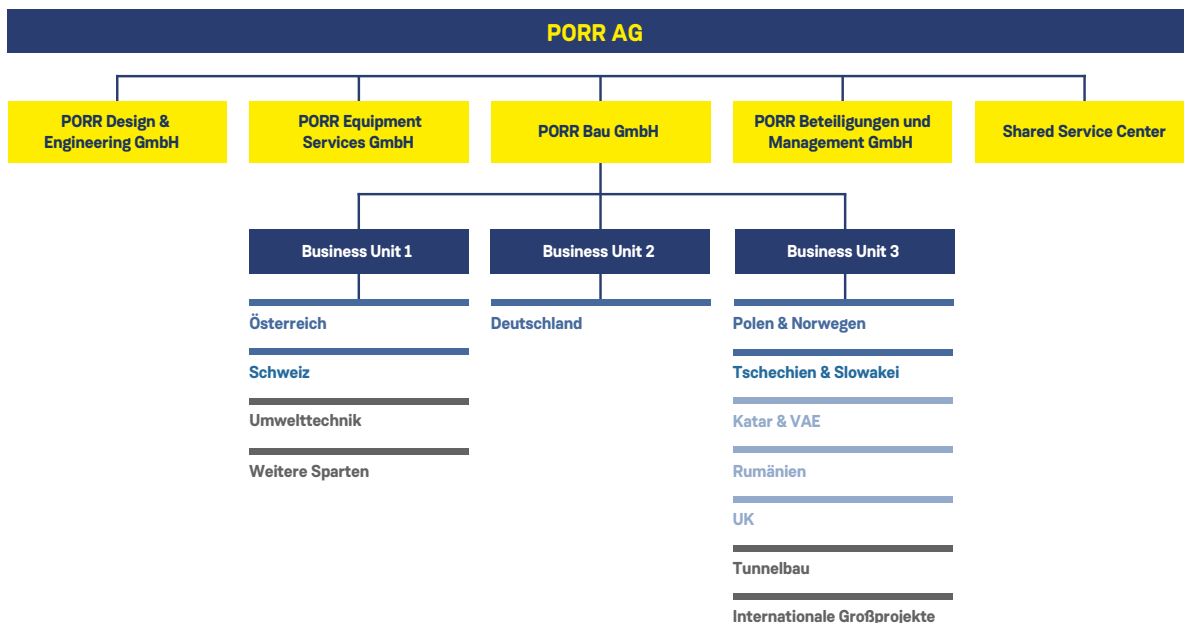 PORR AG
PORR Design &
Engineering GmbH
PORR Equipment
Services GmbH
PORR Bau GmbH
PORR Beteiligungen und
Management GmbH
Shared Service Center
Business Unit 1
Business Unit 2
Business Unit 3
Österreich
Schweiz
Umwelttechnik
Weitere Sparten
Deutschland
Polen & Norwegen
Tschechien & Slowakei
Katar & VAE
Rumänien
UK
Tunnelbau
Internationale Großprojekte